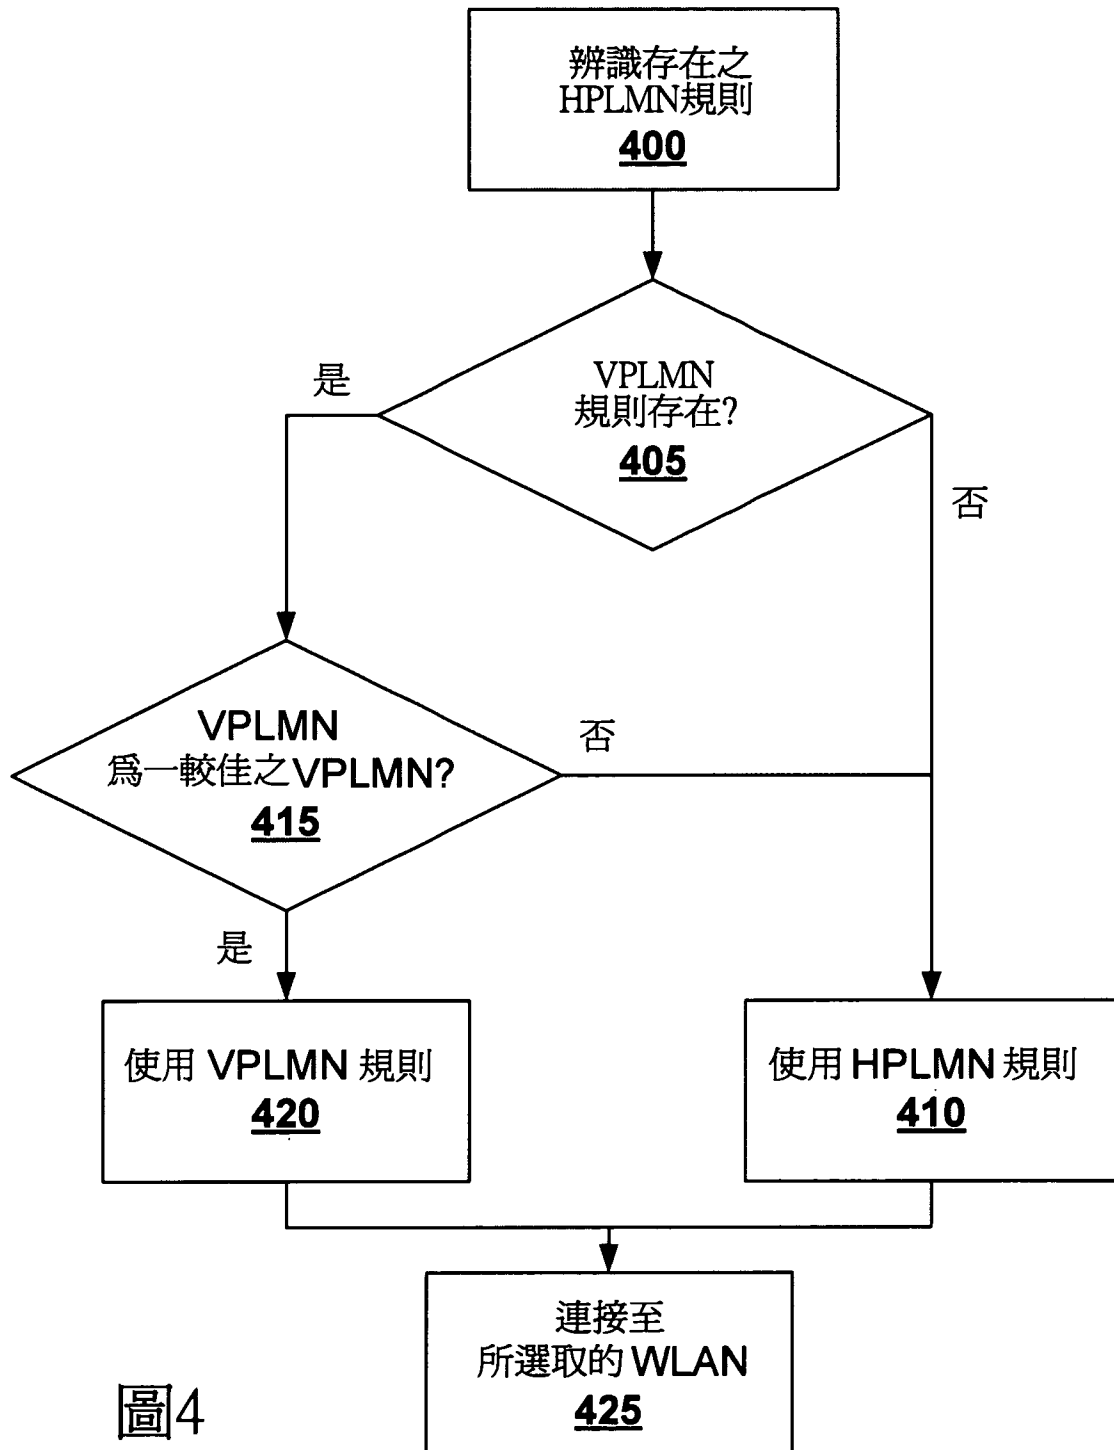 辨識存在之
HPLMN規則
400
VPLMN
規則存在?
405
是
否
VPLMN
爲一較佳之VPLMN?
415
否
是
使用 VPLMN 規則
420
使用 HPLMN 規則
410
連接至
所選取的 WLAN
425
圖4